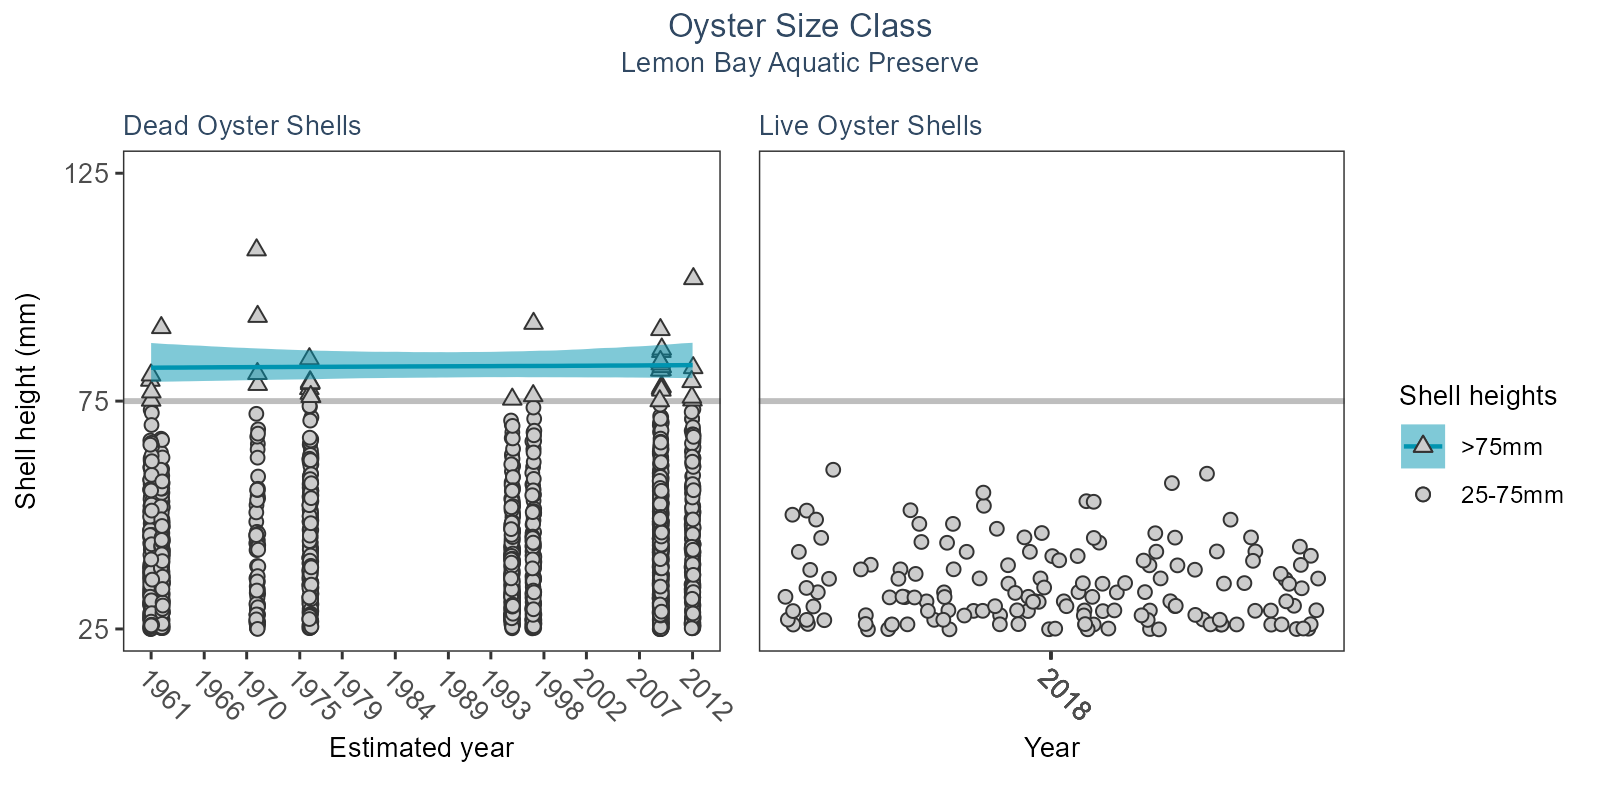 Oyster Size Class
Lemon Bay Aquatic Preserve
Dead Oyster Shells
Live Oyster Shells
Shell height (mm)
125
75
25
1961
1966
1970
1975
1979
1984
1989
1993
1998
2002
2007
2012
Estimated year
2018
Year
Shell heights
>75mm
25-75mm